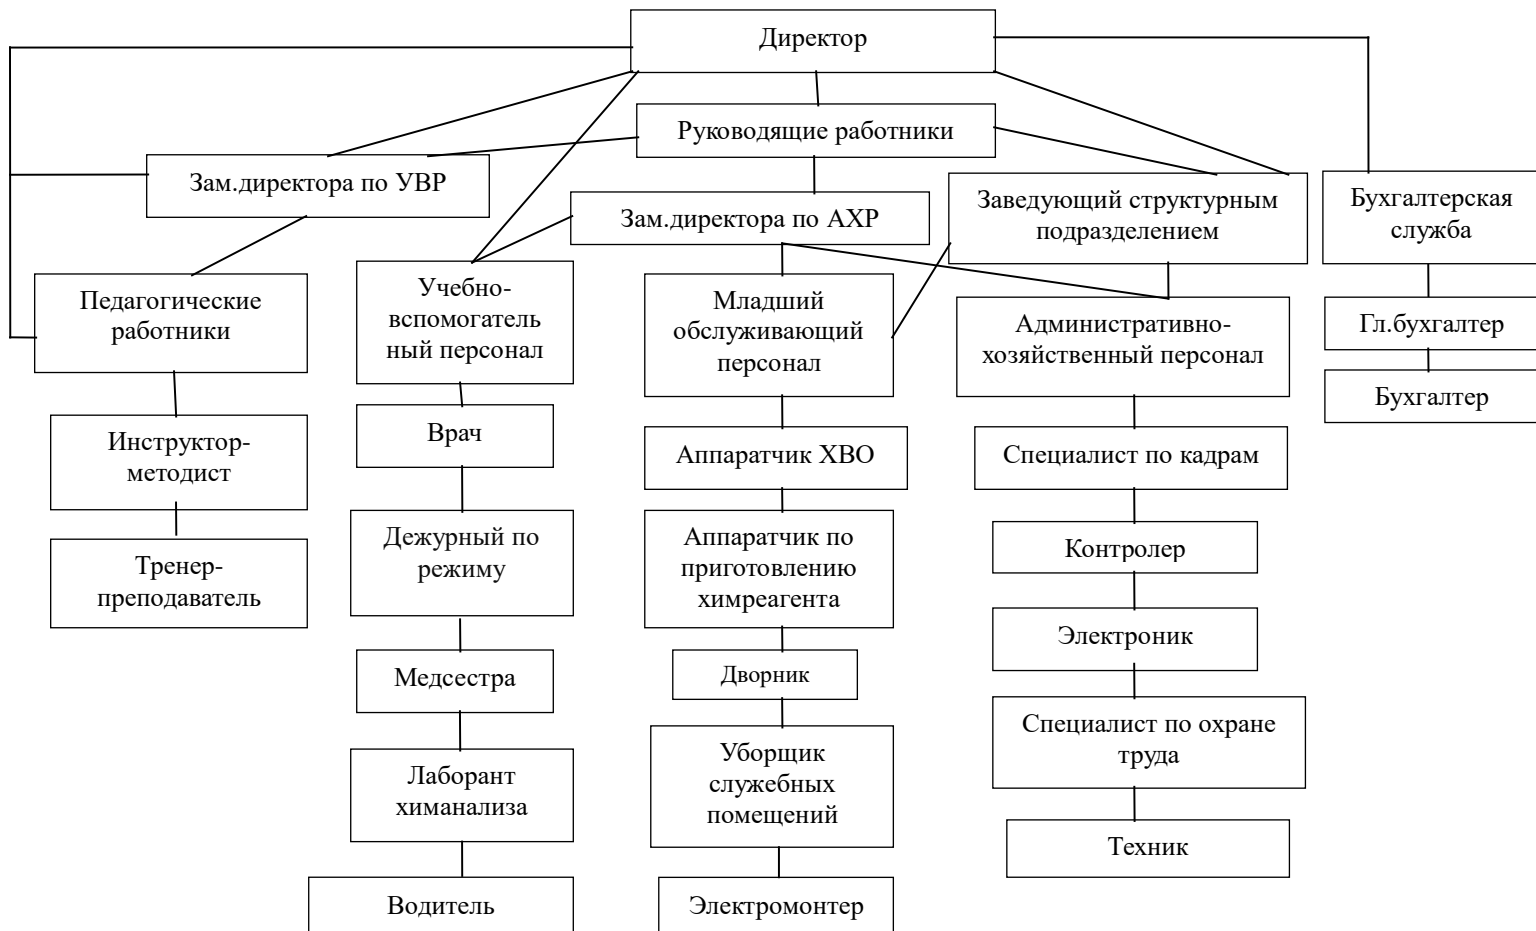 Директор
Руководящие работники
Зам.директора по УВР
Зам.директора по АХР
Заведующий структурным
подразделением
Бухгалтерская
служба
Педагогические
работники
Учебно-
вспомогатель
ный персонал
Младший
обслуживающий
персонал
Административно-
хозяйственный персонал
Гл.бухгалтер
Бухгалтер
Инструктор-
методист
Врач
Аппаратчик ХВО
Специалист по кадрам
Тренер-
преподаватель
Дежурный по
режиму
Аппаратчик по
приготовлению
химреагента
Контролер
Электроник
Медсестра
Дворник
Специалист по охране
труда
Лаборант
химанализа
Уборщик
служебных
помещений
Техник
Водитель
Электромонтер